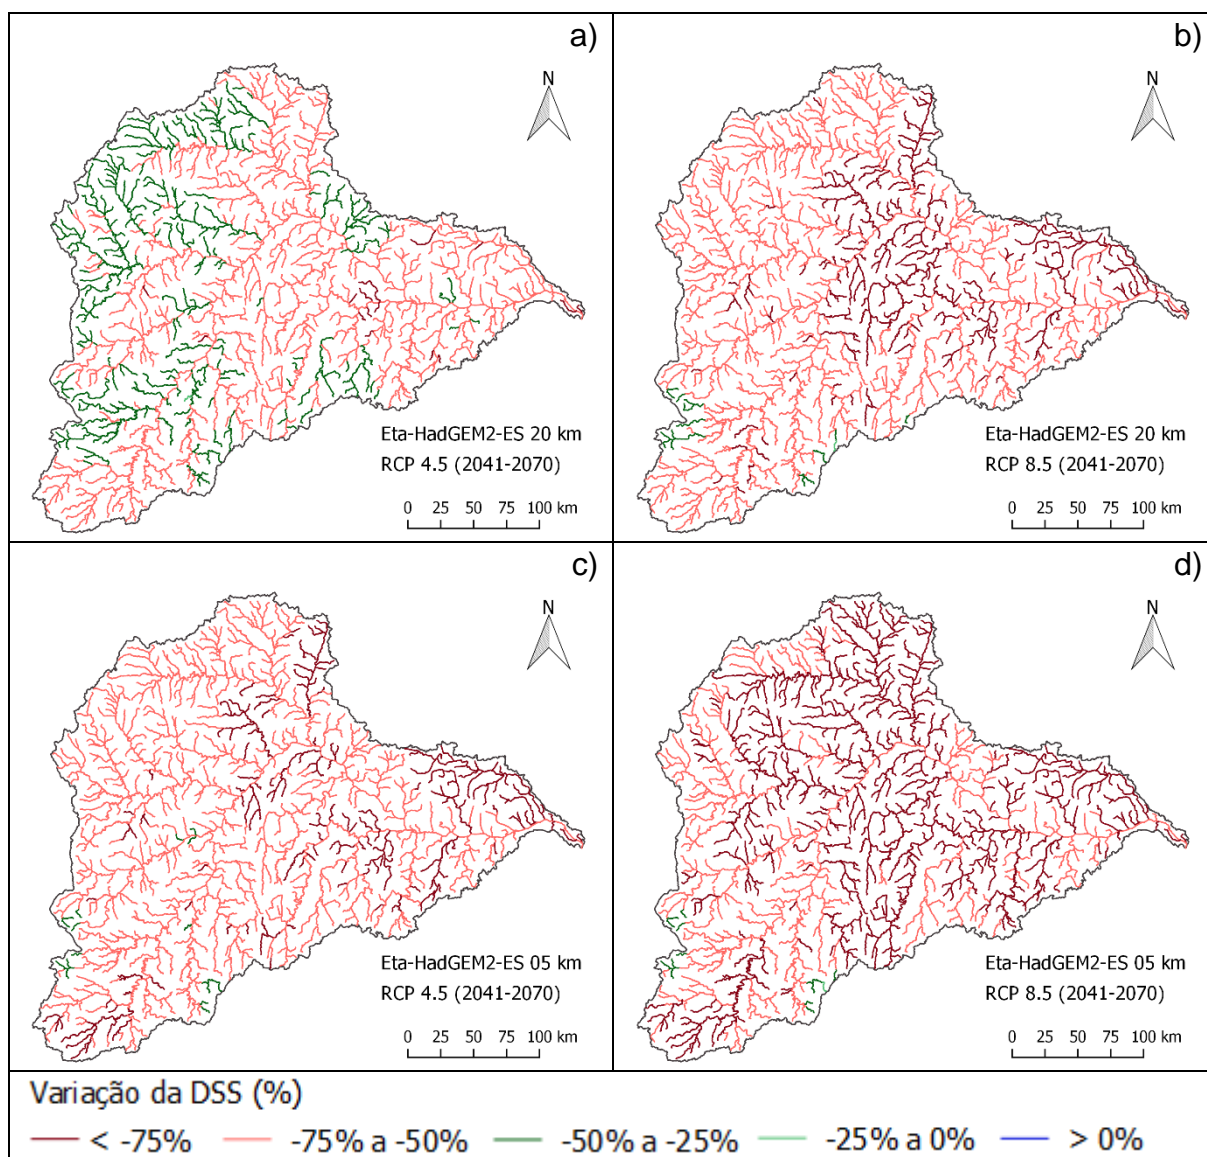 a)
N
Eta-HadGEM2-ES 20 km
RCP 4.5 (2041-2070)
0 25 50 75 100 km
b)
N
Eta-HadGEM2-ES 20 km
RCP 8.5 (2041-2070)
0 25 50 75 100 km
c)
N
Eta-HadGEM2-ES 05 km
RCP 4.5 (2041-2070)
0 25 50 75 100 km
d)
N
Eta-HadGEM2-ES 05 km
RCP 8.5 (2041-2070)
0 25 50 75 100 km
Variação da DSS (%)
< -75% -75% a -50% -50% a -25% -25% a 0% > 0%